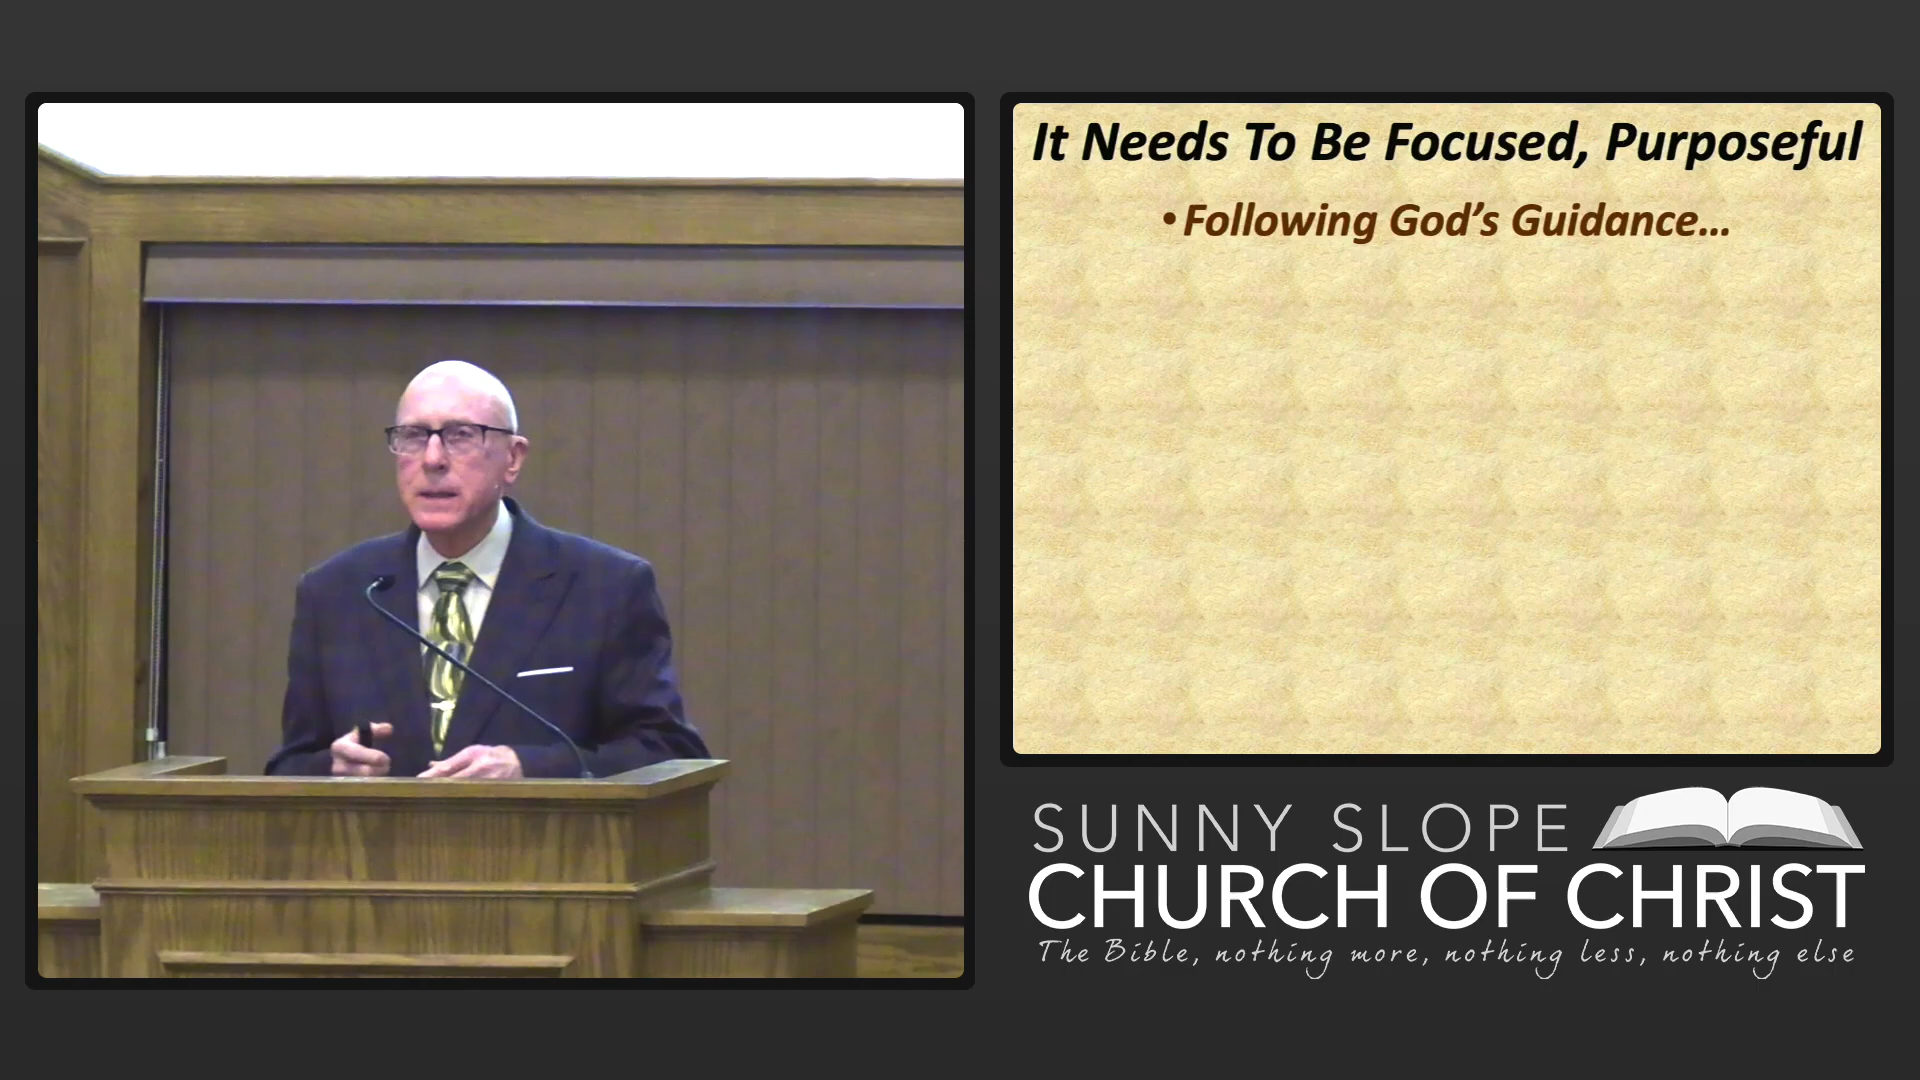 It Needs To Be Focused, Purposeful
•Following God's Guidance...
SUNNY SLOPE
CHURCH OF CHRIST
The Bible, nothing more, nothing less, nothing else